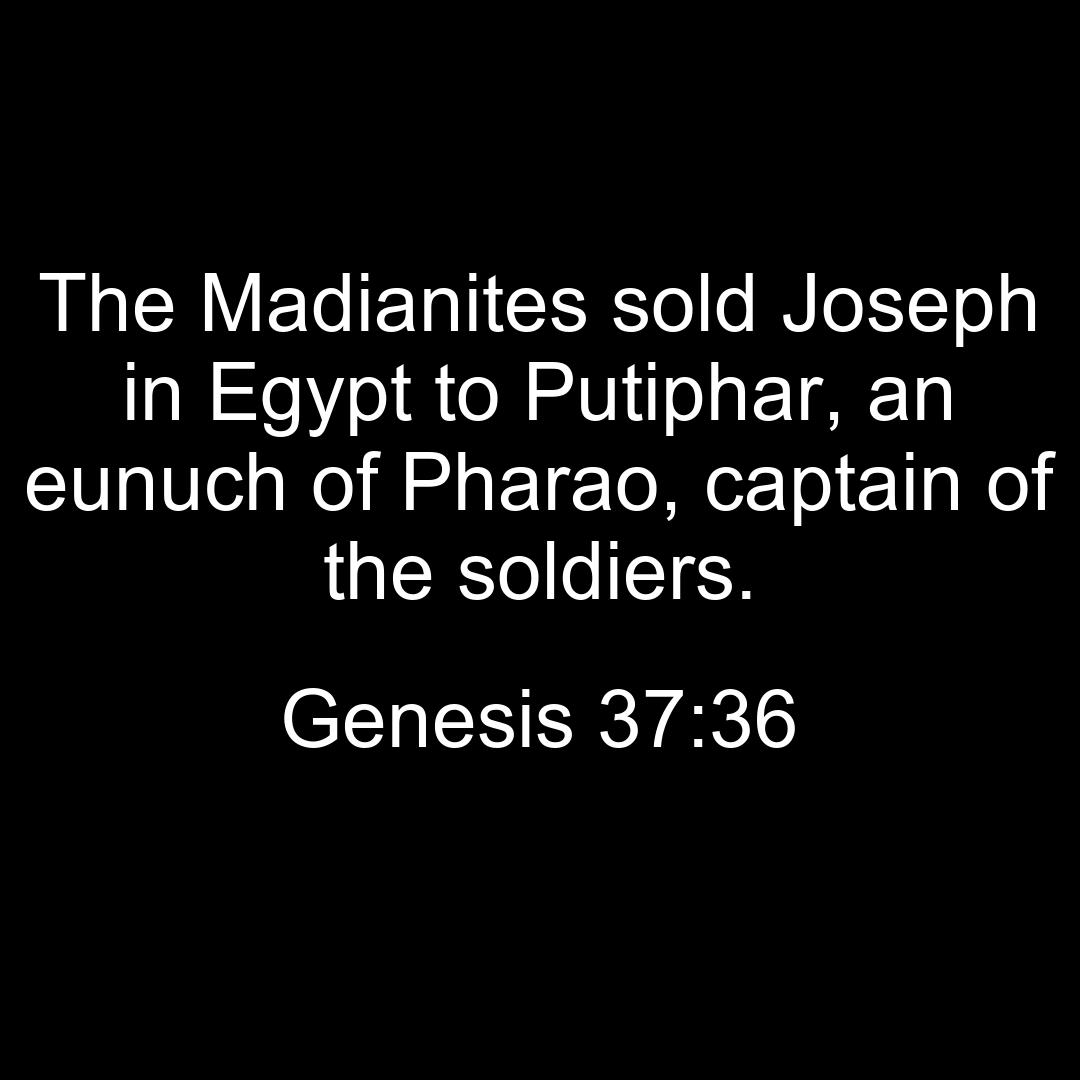 The Madianites sold Joseph
in Egypt to Putiphar, an
eunuch of Pharao, captain of
the soldiers.
Genesis 37:36